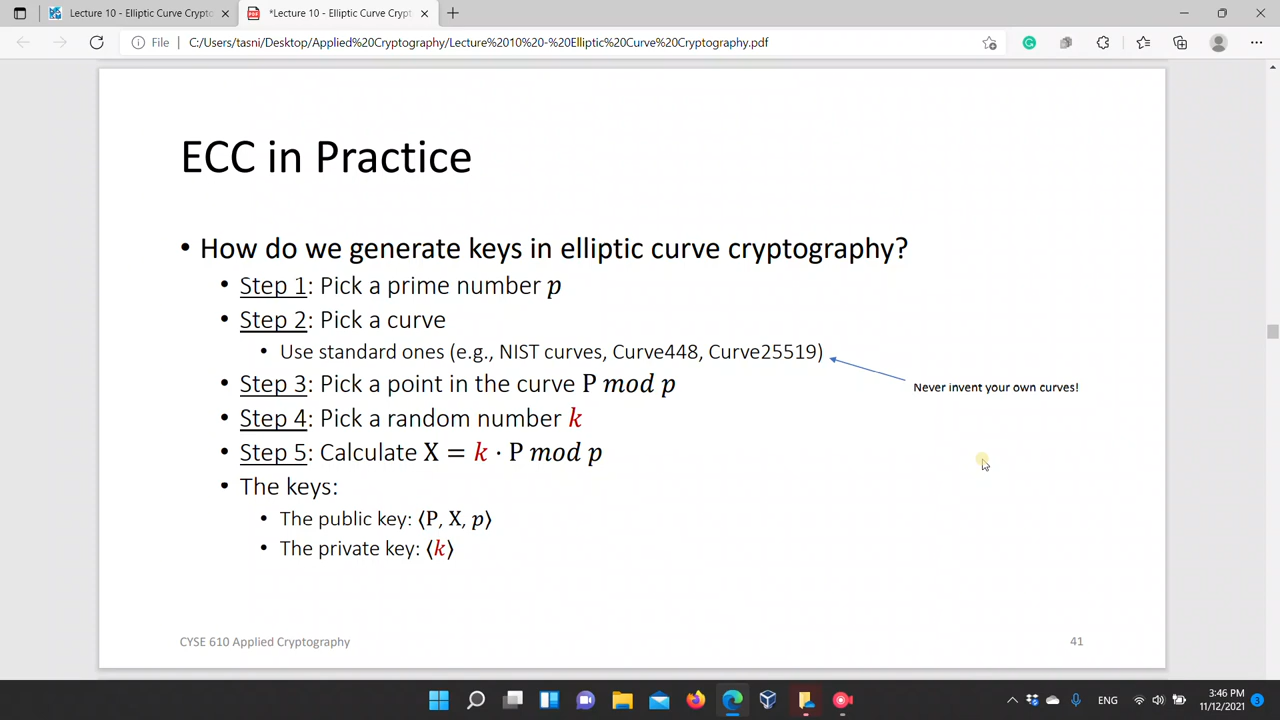 Lecture 10 - Elliptic Curve Crypto
*Lecture 10 - Elliptic Curve Crypt
File
C:/Users/tasni/Desktop/Applied%20Cryptography/Lecture%2010%20-%20Elliptic%20Curve%20Cryptography.pdf
ECC in Practice
• How do we generate keys in elliptic curve cryptography?
• Step 1: Pick a prime number p
• Step 2: Pick a curve
• Use standard ones (e.g., NIST curves, Curve448, Curve25519)
Never invent your own curves!
• Step 3: Pick a point in the curve P mod p
• Step 4: Pick a random number k
• Step 5: Calculate X = k · P mod p
• The keys:
• The public key: ⟨P, X, p⟩
• The private key: ⟨k⟩
CYSE 610 Applied Cryptography
41
ENG
3:46 PM
11/12/2021
3